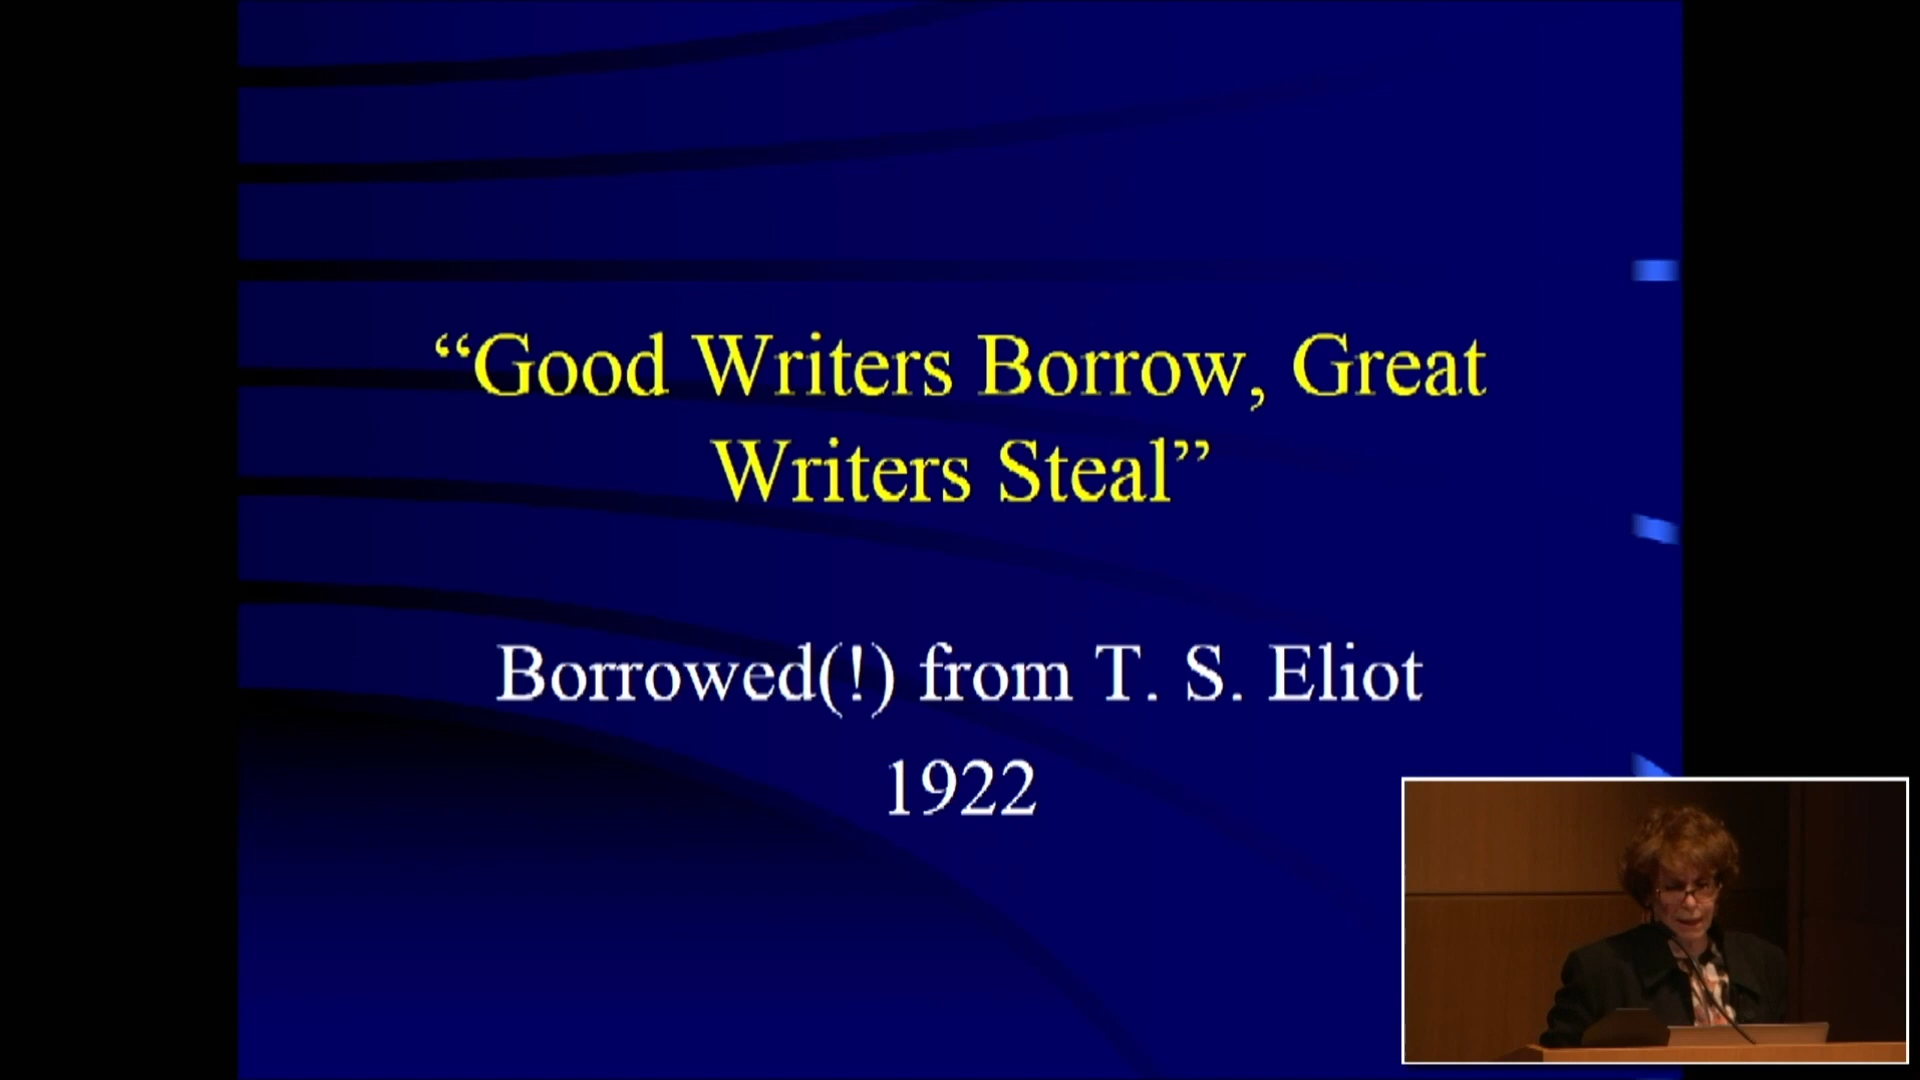 “Good Writers Borrow, Great
Writers Steal”
Borrowed(!) from T. S. Eliot
1922